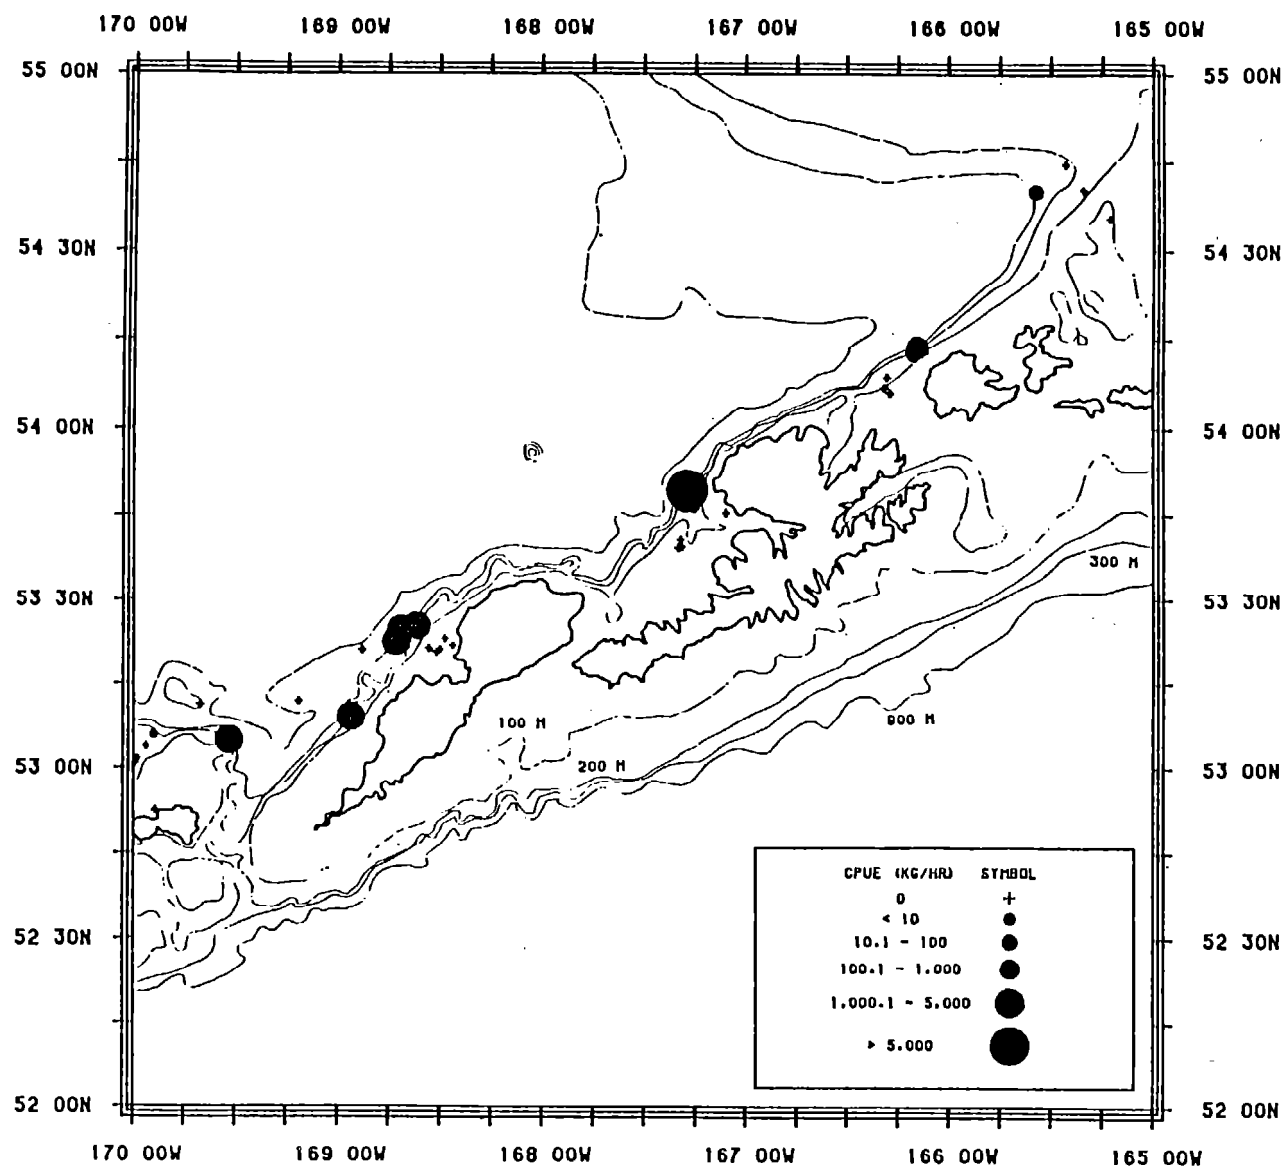 170 00W 169 00W 168 00W 167 00W 166 00W 165 00W
55 00N 55 00N
54 30N 54 30N
54 00N 54 00N
300 M
53 30N 53 30N
100 M
900 M
200 M
53 00N 53 00N
CPUE (KG/HR) SYMBOL
0 +
< 10
52 30N 10.1 - 100 52 30N
100.1 - 1.000
1.000.1 - 5.000
> 5.000
52 00N 52 00N
170 00W 169 00W 168 00W 167 00W 166 00W 165 00W